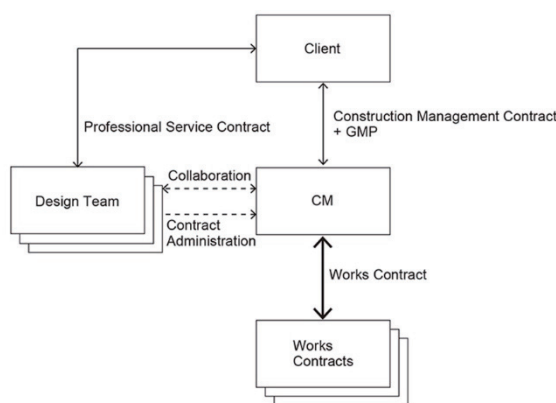 Client
Professional Service Contract
Construction Management Contract
+ GMP
Design Team
Collaboration
Contract
Administration
CM
Works Contract
Works
Contracts